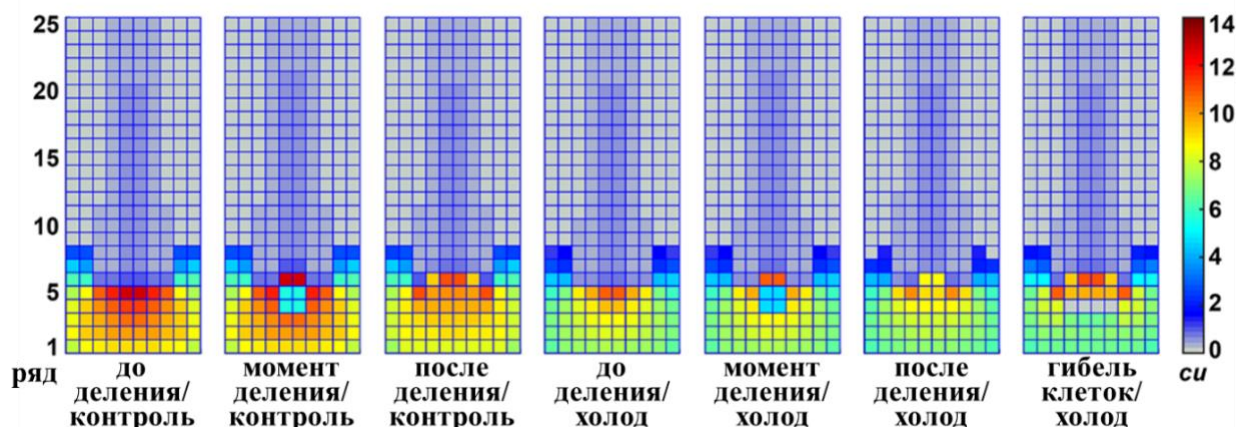 25
20
15
10
5
1
ряд
до деления/ контроль
момент деления/ контроль
после деления/ контроль
до деления/ холод
момент деления/ холод
после деления/ холод
гибель клеток/ холод
14
12
10
8
6
4
2
0
си